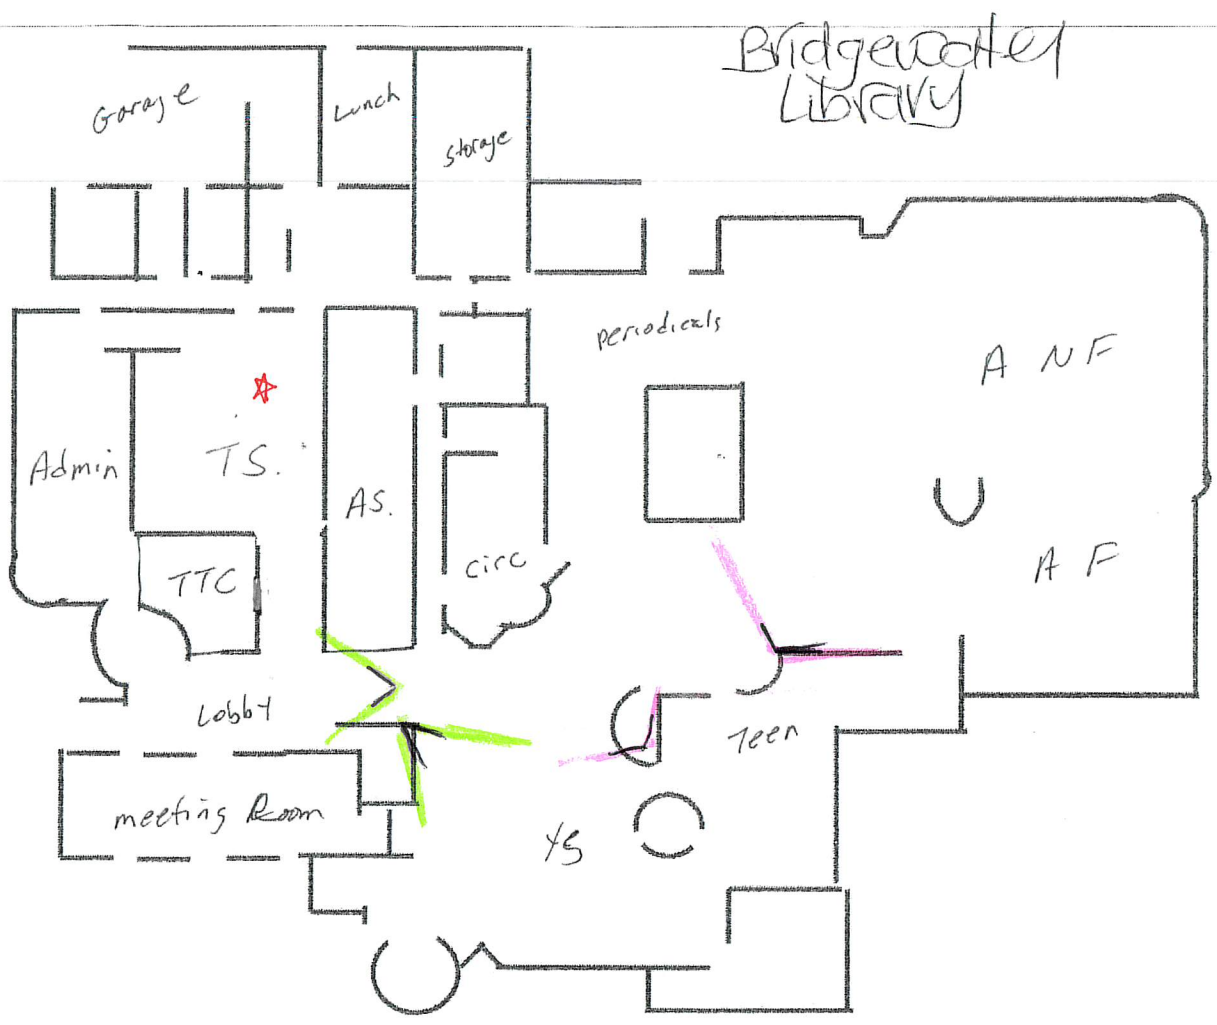 Bridgewater
Library
Garage
Lunch
Storage
Periodicals
A NF
Admin
T S.
AS.
circ
TTC
A F
Lobby
Teen
meeting Room
YS